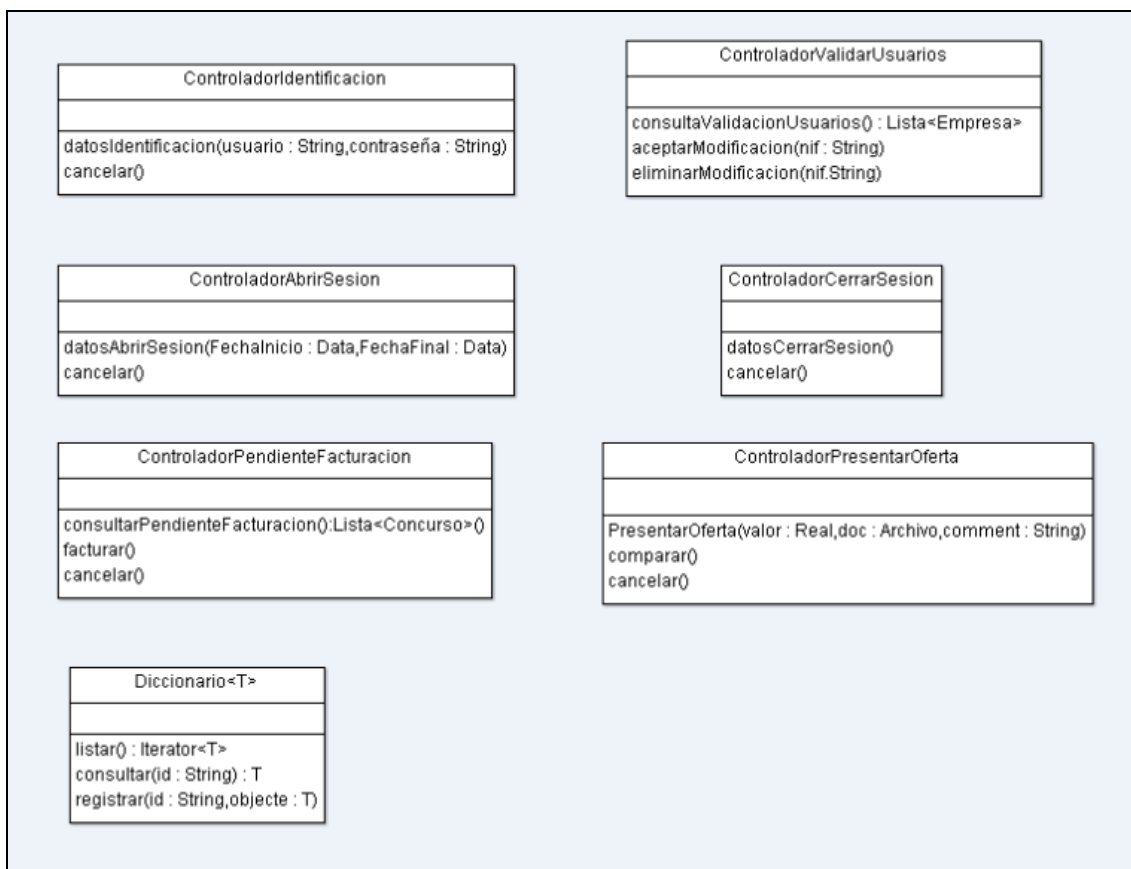 ControladorIdentificacion
datosIdentificacion(usuario : String,contraseña : String)
cancelar()
ControladorValidarUsuarios
consultaValidacionUsuarios() : Lista<Empresa>
aceptarModificacion(nif : String)
eliminarModificacion(nif.String)
ControladorAbrirSesion
datosAbrirSesion(FechaInicio : Data,FechaFinal : Data)
cancelar()
ControladorCerrarSesion
datosCerrarSesion()
cancelar()
ControladorPendienteFacturacion
consultarPendienteFacturacion():Lista<Concurso>()
facturar()
cancelar()
ControladorPresentarOferta
PresentarOferta(valor : Real,doc : Archivo,comment : String)
comparar()
cancelar()
Diccionario<T>
listar() : Iterator<T>
consultar(id : String) : T
registrar(id : String,objecte : T)